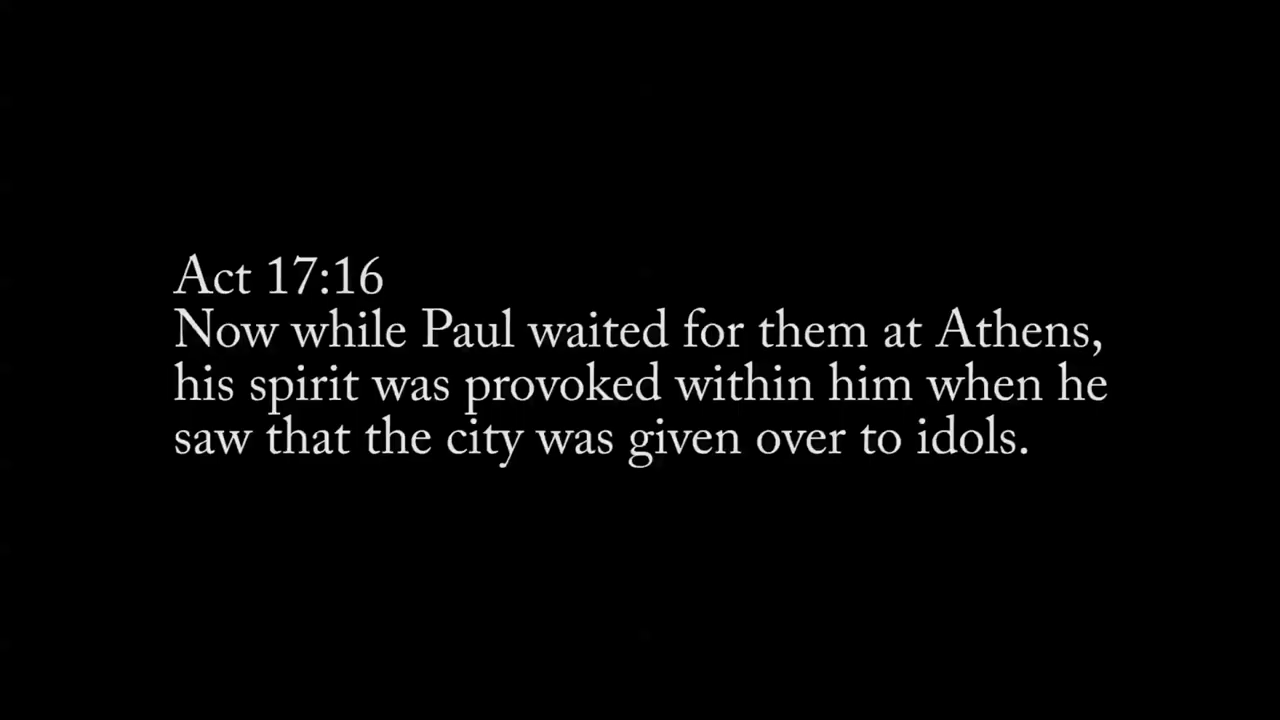 Act 17:16
Now while Paul waited for them at Athens,
his spirit was provoked within him when he
saw that the city was given over to idols.